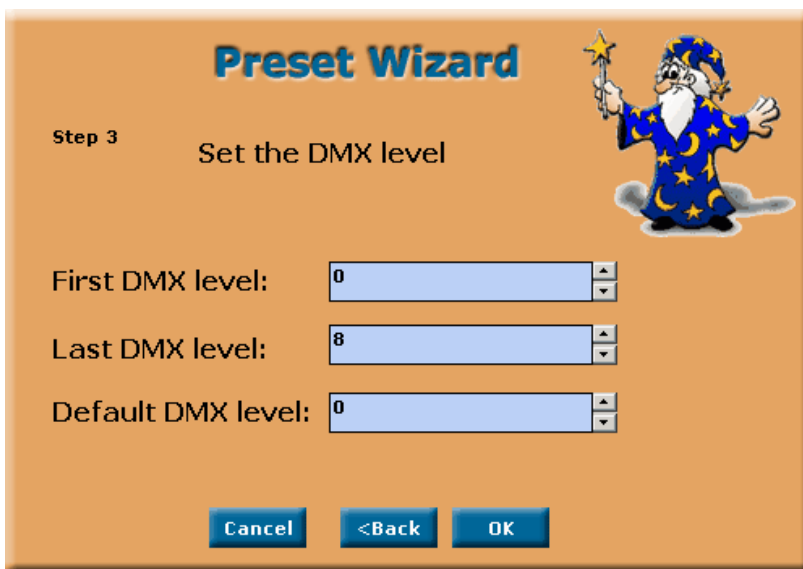 Preset Wizard
Step 3
Set the DMX level
First DMX level: 0
Last DMX level: 8
Default DMX level: 0
Cancel <Back OK